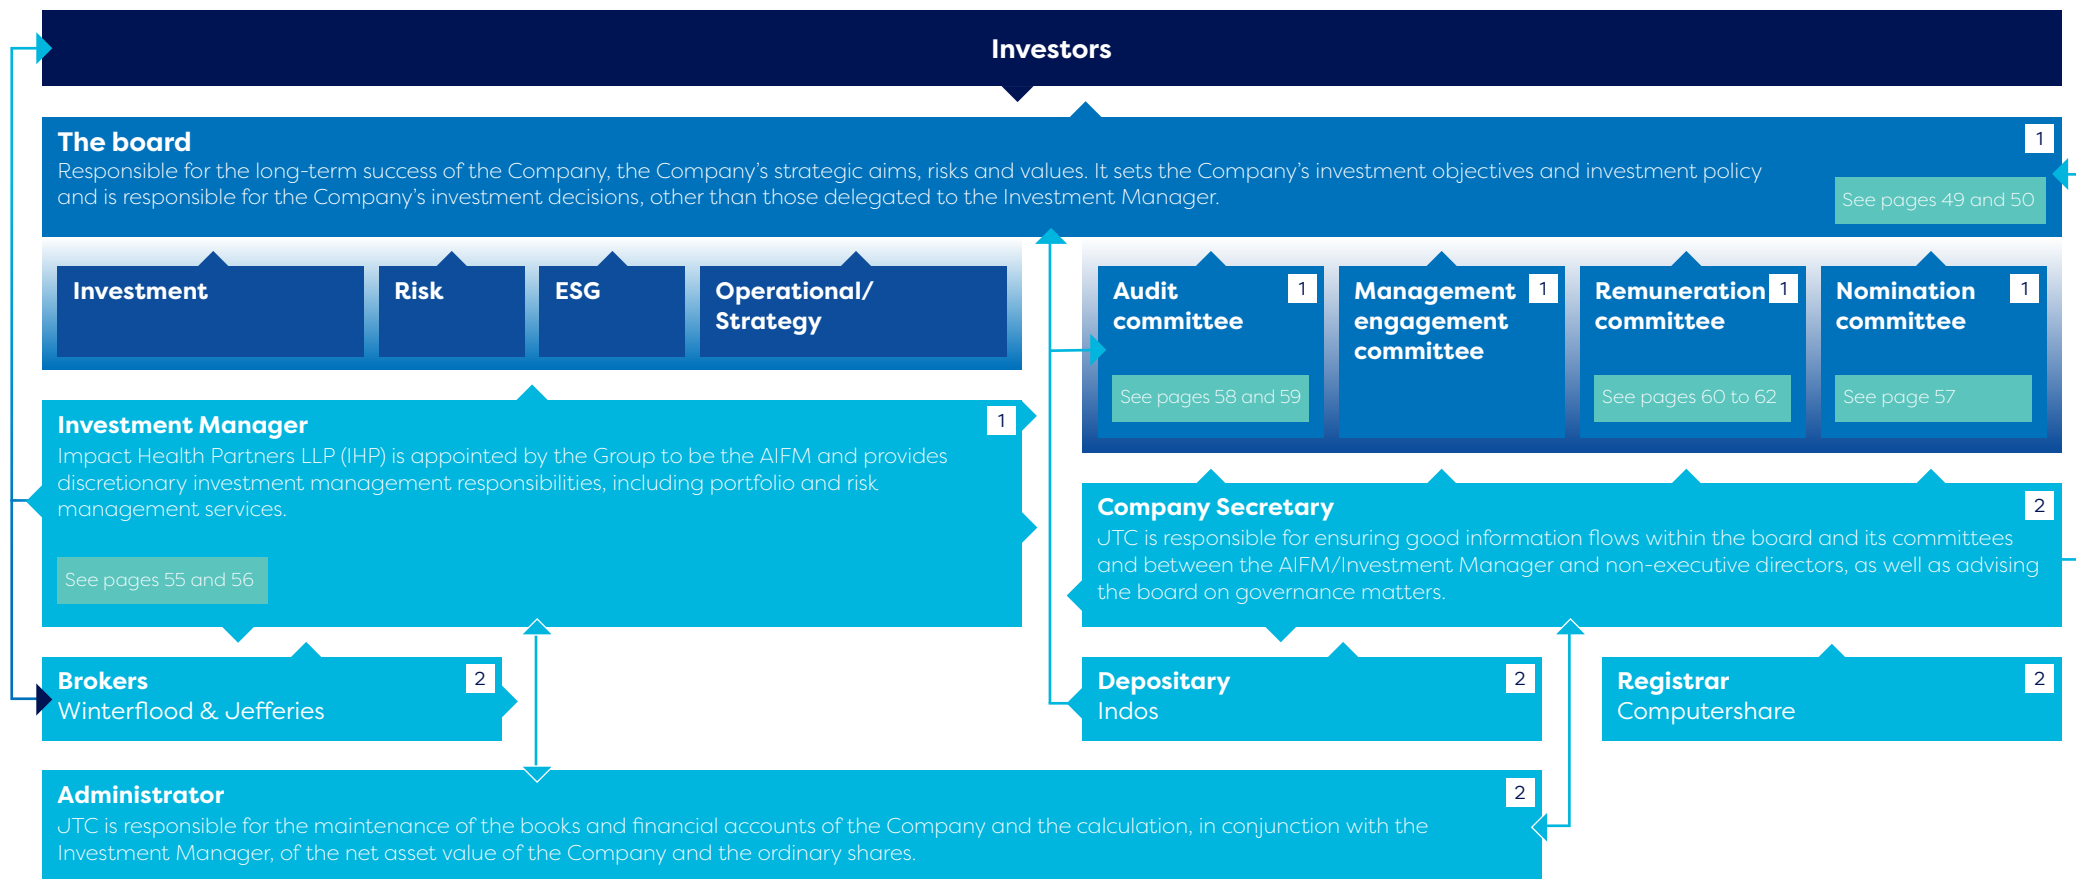 Investors
The board
1
Responsible for the long-term success of the Company, the Company’s strategic aims, risks and values. It sets the Company’s investment objectives and investment policy
and is responsible for the Company’s investment decisions, other than those delegated to the Investment Manager.
See pages 49 and 50
Investment
Risk
ESG
Operational/
Strategy
Audit
committee
1
See pages 58 and 59
Management
engagement
committee
1
Remuneration
committee
1
See pages 60 to 62
Nomination
committee
1
See page 57
Investment Manager
1
Impact Health Partners LLP (IHP) is appointed by the Group to be the AIFM and provides
discretionary investment management responsibilities, including portfolio and risk
management services.
See pages 55 and 56
Company Secretary
2
JTC is responsible for ensuring good information flows within the board and its committees
and between the AIFM/Investment Manager and non-executive directors, as well as advising
the board on governance matters.
Brokers
2
Winterflood & Jefferies
Depositary
2
Indos
Registrar
2
Computershare
Administrator
2
JTC is responsible for the maintenance of the books and financial accounts of the Company and the calculation, in conjunction with the
Investment Manager, of the net asset value of the Company and the ordinary shares.